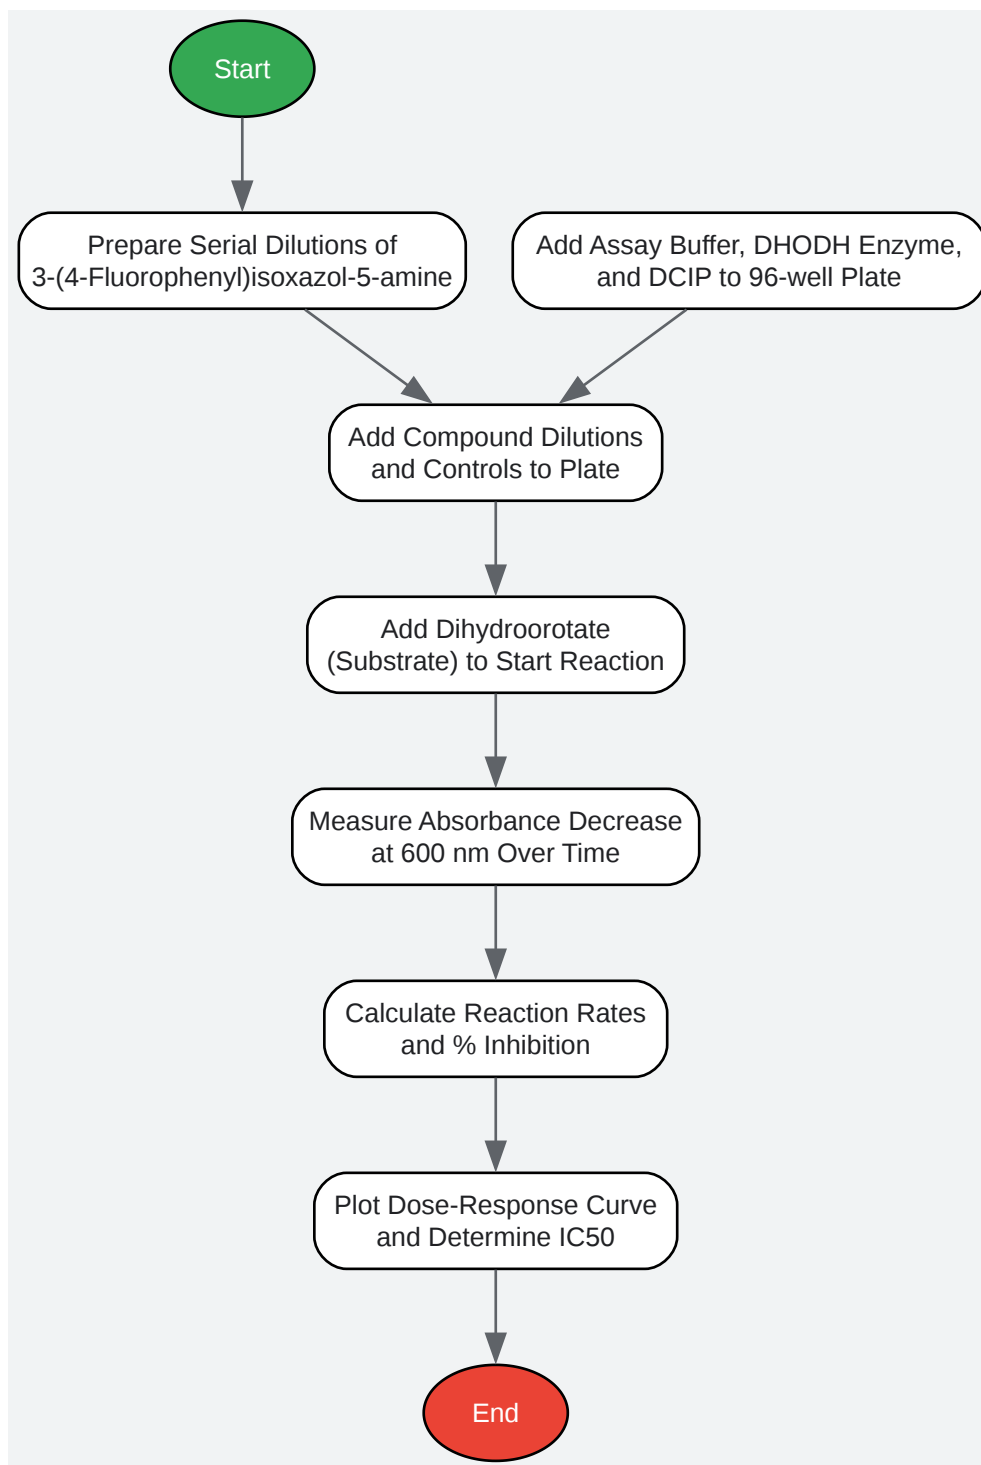 Start
Prepare Serial Dilutions of
3-(4-Fluorophenyl)isoxazol-5-amine
Add Assay Buffer, DHODH Enzyme,
and DCIP to 96-well Plate
Add Compound Dilutions
and Controls to Plate
Add Dihydroorotate
(Substrate) to Start Reaction
Measure Absorbance Decrease
at 600 nm Over Time
Calculate Reaction Rates
and % Inhibition
Plot Dose-Response Curve
and Determine IC50
End